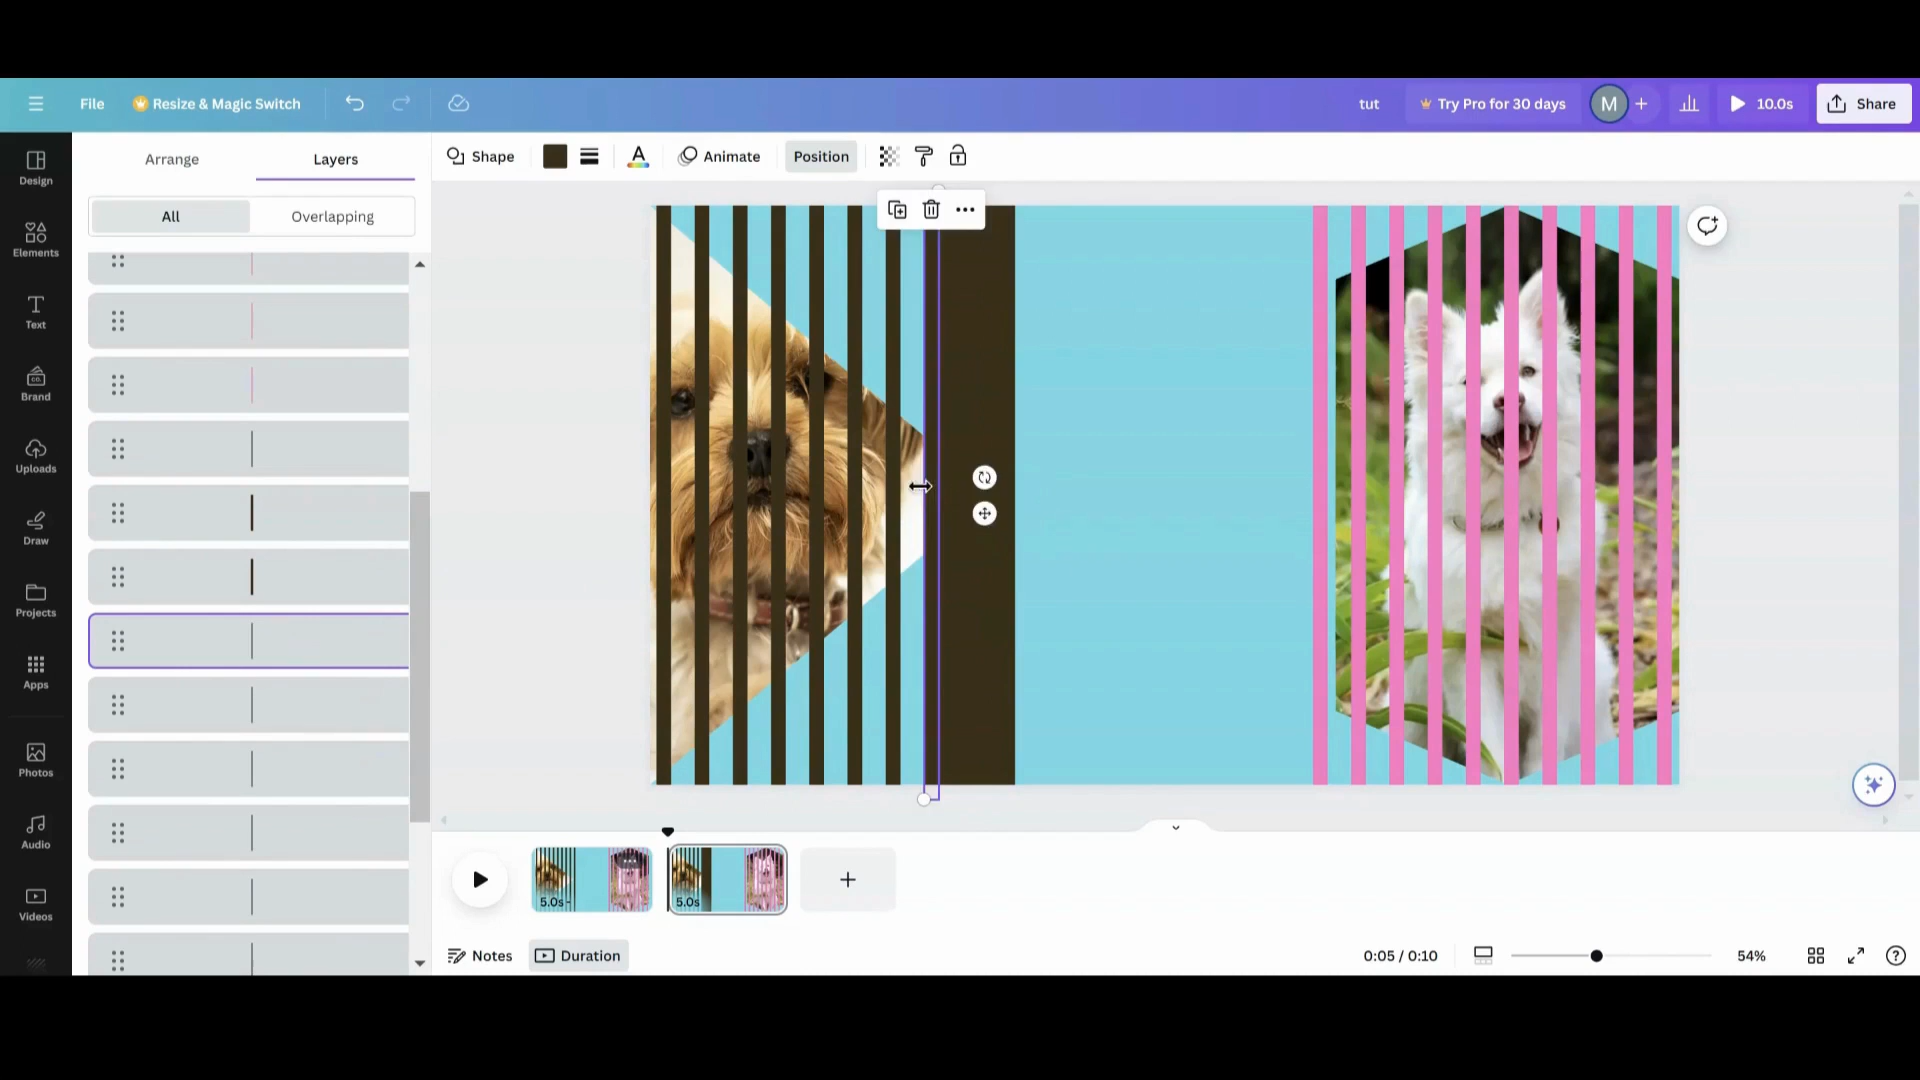 File
Resize & Magic Switch
tut
Try Pro for 30 days
M
10.0s
Share
Design
Elements
Text
Brand
Uploads
Draw
Projects
Apps
Photos
Audio
Videos
Arrange
Layers
All
Overlapping
Shape
A
Animate
Position
5.0s
5.0s
Notes
Duration
0:05 / 0:10
54%